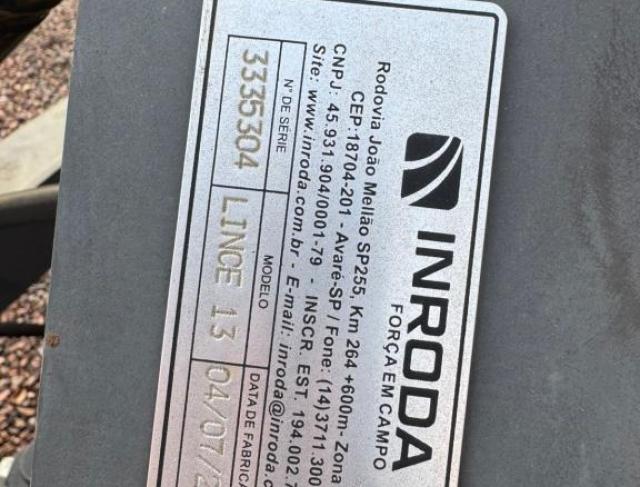 INRODA
FORÇA EM CAMPO
Rodovia João Mellão SP255, Km 264 +600m- Zona
CEP:18704-201 - Avaré-SP / Fone: (14)3711.300
CNPJ: 45.931.904/0001-79 - INSCR. EST. 194.002.7
Site: www.inroda.com.br - E-mail: inroda@inroda.c
N° DE SÉRIE MODELO DATA DE FABRICA
3335304 LINCE 13 04/07/2